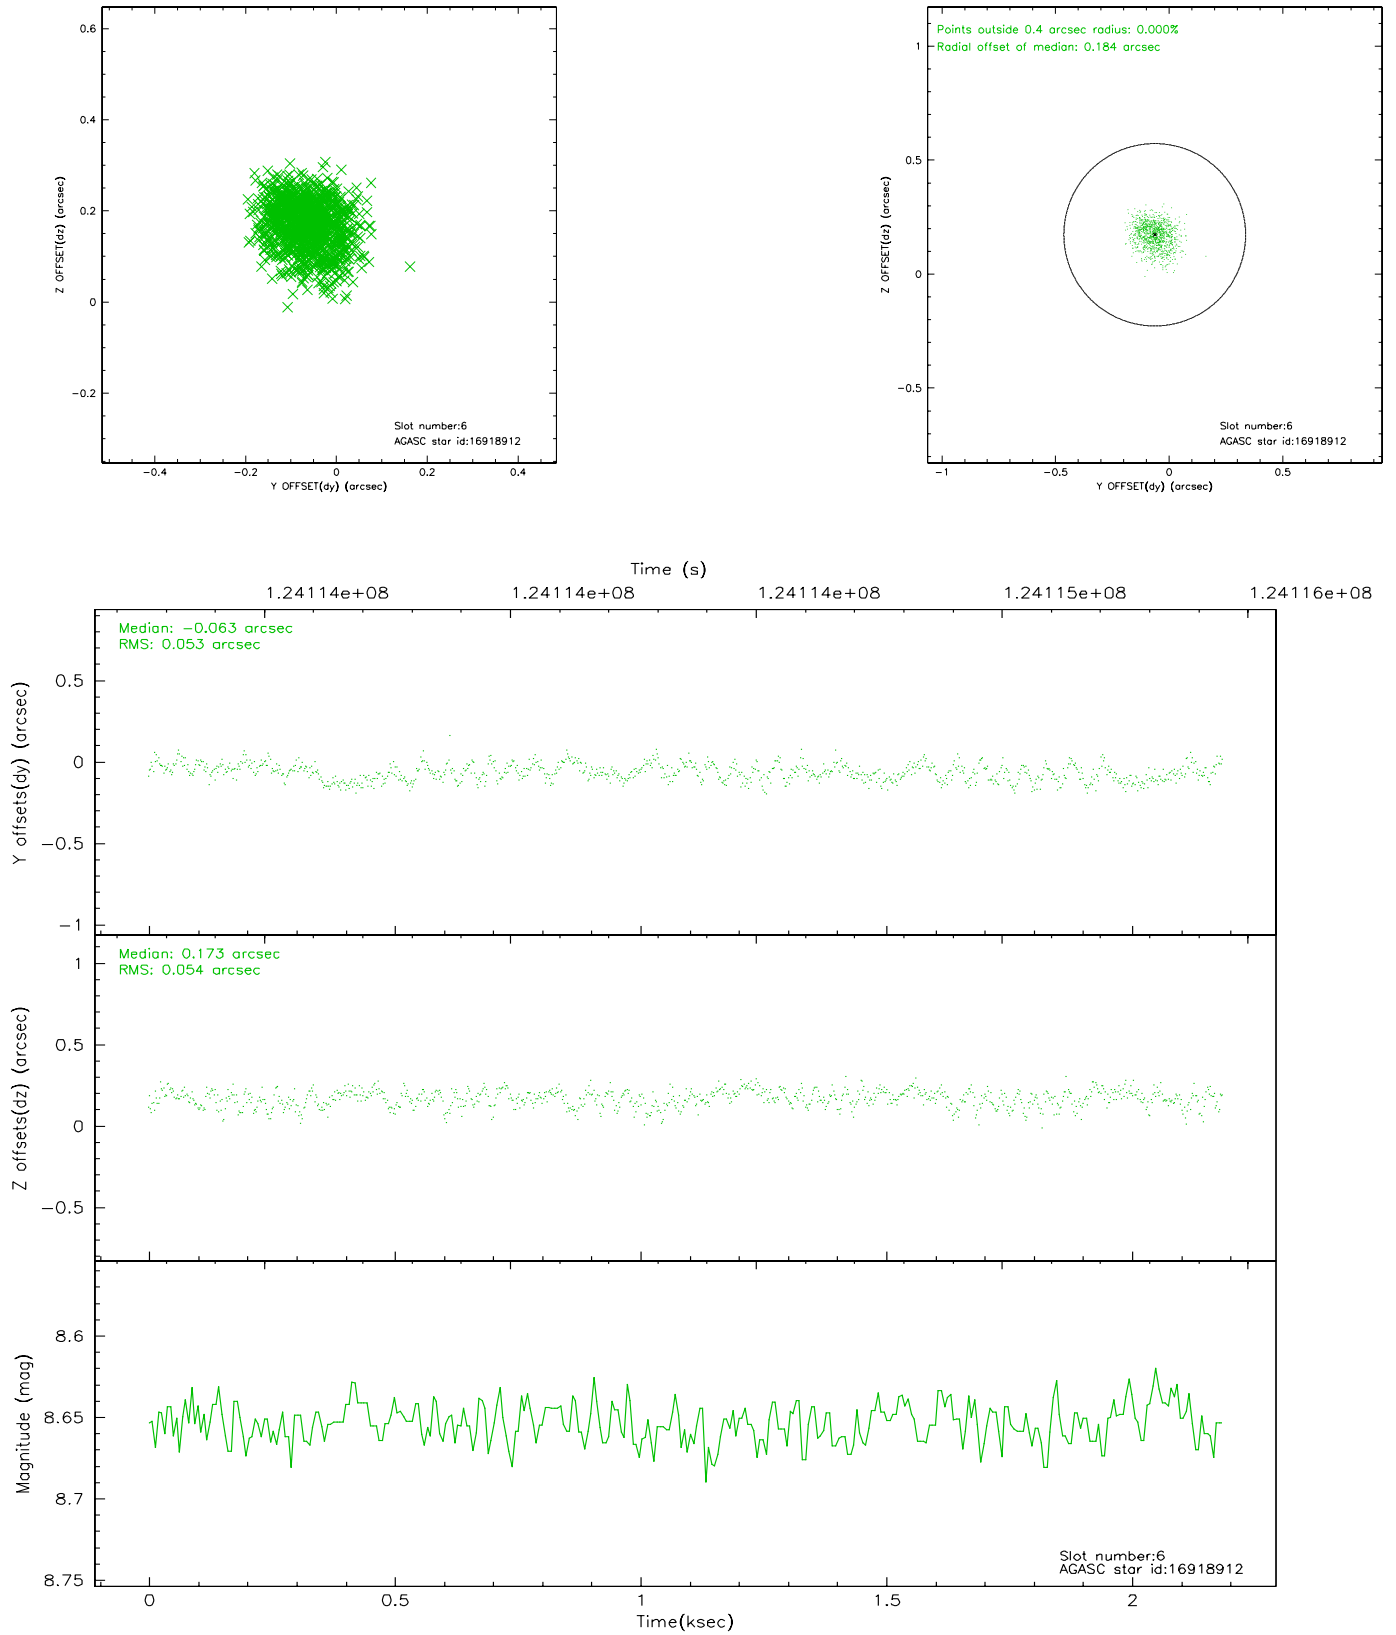 0.6
0.4
0.2
0
−0.2
Z OFFSET(dz) (arcsec)
Slot number:6
AGASC star id:16918912
−0.4 −0.2 0 0.2 0.4
Y OFFSET(dy) (arcsec)
Points outside 0.4 arcsec radius: 0.000%
Radial offset of median: 0.184 arcsec
1
0.5
0
−0.5
Z OFFSET(dz) (arcsec)
Slot number:6
AGASC star id:16918912
−1 −0.5 0 0.5
Y OFFSET(dy) (arcsec)
Time (s)
1.24114e+08 1.24114e+08 1.24114e+08 1.24115e+08 1.24116e+08
Median: −0.063 arcsec
RMS: 0.053 arcsec
0.5
0
−0.5
−1
Y offsets(dy) (arcsec)
Median: 0.173 arcsec
RMS: 0.054 arcsec
1
0.5
0
−0.5
Z offsets(dz) (arcsec)
8.6
8.65
8.7
8.75
Magnitude (mag)
Slot number:6
AGASC star id:16918912
0 0.5 1 1.5 2
Time(ksec)